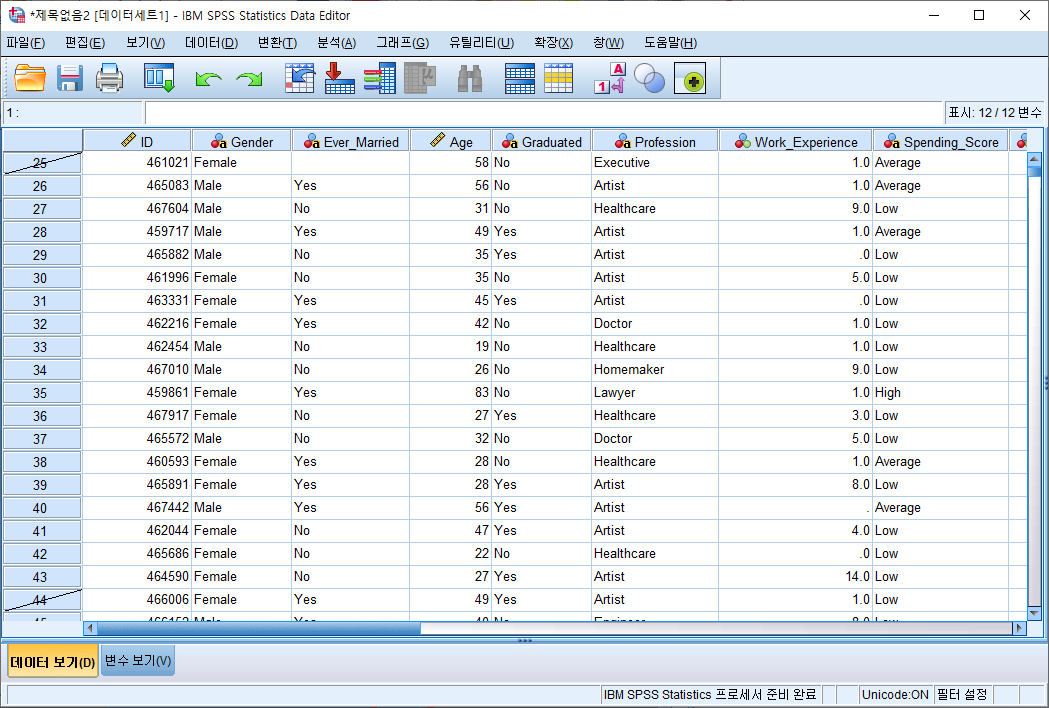 *제목없음2 [데이터세트1] - IBM SPSS Statistics Data Editor
파일(F) 편집(E) 보기(V) 데이터(D) 변환(T) 분석(A) 그래프(G) 유틸리티(U) 확장(X) 창(W) 도움말(H)
1 : 표시: 12 / 12 변수
ID Gender Ever_Married Age Graduated Profession Work_Experience Spending_Score
25 461021 Female 58 No Executive 1.0 Average
26 465083 Male Yes 56 No Artist 1.0 Average
27 467604 Male No 31 No Healthcare 9.0 Low
28 459717 Male Yes 49 Yes Artist 1.0 Average
29 465882 Male No 35 Yes Artist .0 Low
30 461996 Female No 35 No Artist 5.0 Low
31 463331 Female Yes 45 Yes Artist .0 Low
32 462216 Female Yes 42 No Doctor 1.0 Low
33 462454 Male No 19 No Healthcare 1.0 Low
34 467010 Male No 26 No Homemaker 9.0 Low
35 459861 Female Yes 83 No Lawyer 1.0 High
36 467917 Female No 27 Yes Healthcare 3.0 Low
37 465572 Male No 32 No Doctor 5.0 Low
38 460593 Female Yes 28 No Healthcare 1.0 Average
39 465891 Female Yes 28 Yes Artist 8.0 Low
40 467442 Male Yes 56 Yes Artist . Average
41 462044 Female No 47 Yes Artist 4.0 Low
42 465686 Female No 22 No Healthcare .0 Low
43 464590 Female No 27 Yes Artist 14.0 Low
44 466006 Female Yes 49 Yes Artist 1.0 Low
데이터 보기(D) 변수 보기(V)
IBM SPSS Statistics 프로세서 준비 완료 Unicode:ON 필터 설정